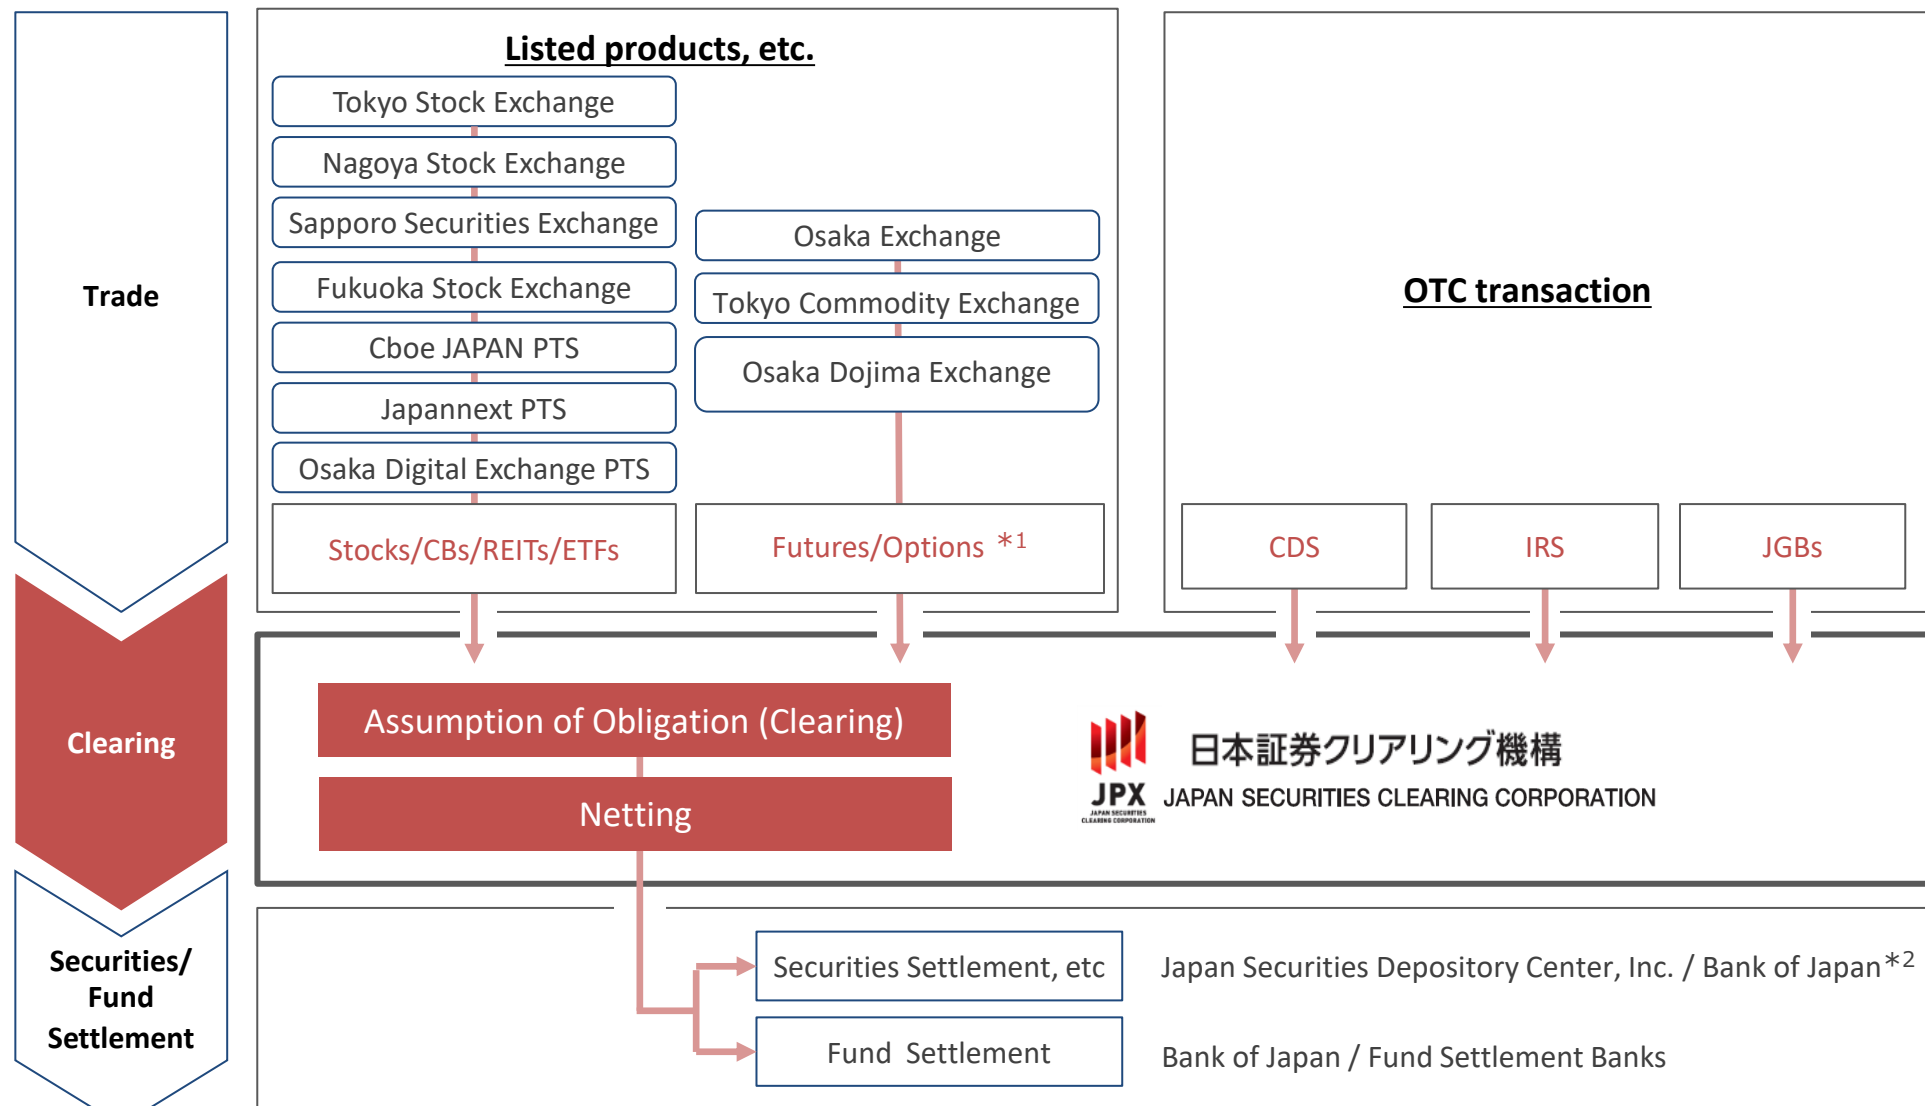 Listed products, etc.
Tokyo Stock Exchange
Nagoya Stock Exchange
Sapporo Securities Exchange
Fukuoka Stock Exchange
Cboe JAPAN PTS
Japannext PTS
Osaka Digital Exchange PTS
Stocks/CBs/REITs/ETFs
Osaka Exchange
Tokyo Commodity Exchange
Osaka Dojima Exchange
Futures/Options *1
OTC transaction
CDS
IRS
JGBs
Trade
Clearing
Assumption of Obligation (Clearing)
Netting
JPX
JAPAN SECURITIES
CLEARING CORPORATION
日本証券クリアリング機構
JAPAN SECURITIES CLEARING CORPORATION
Securities/
Fund
Settlement
Securities Settlement, etc
Japan Securities Depository Center, Inc. / Bank of Japan*2
Fund Settlement
Bank of Japan / Fund Settlement Banks